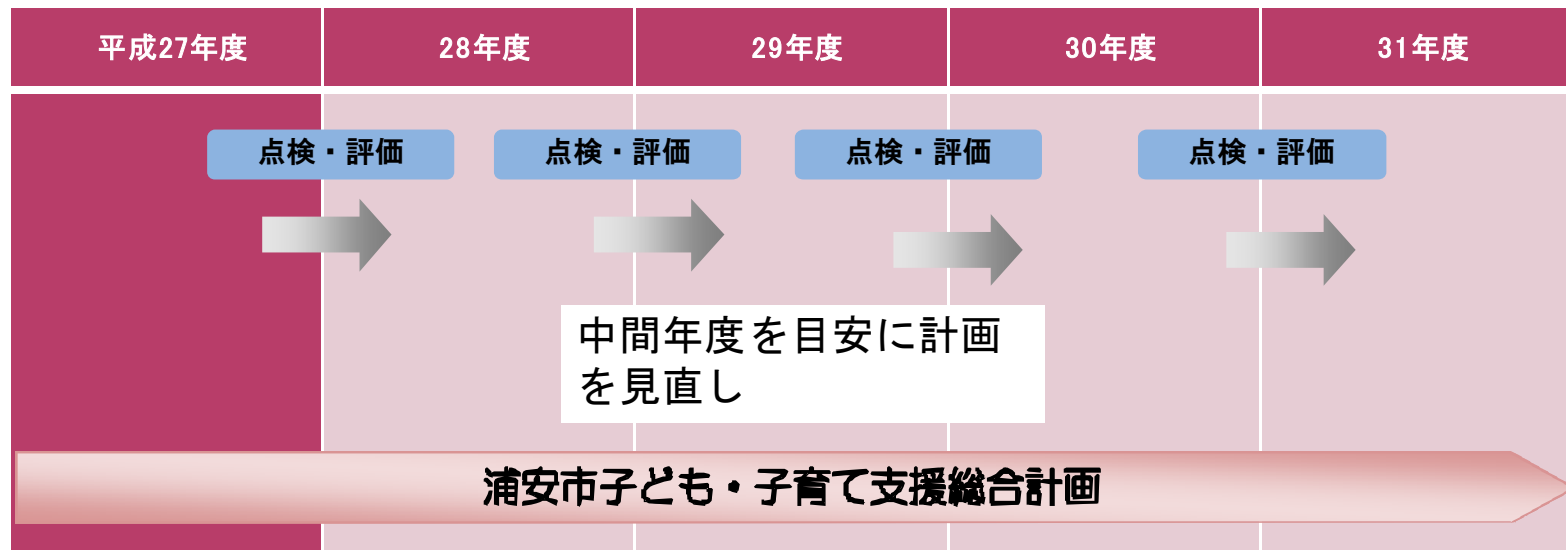 平成27年度
28年度
29年度
30年度
31年度
点検・評価
点検・評価
点検・評価
点検・評価
中間年度を目安に計画
を見直し
浦安市子ども・子育て支援総合計画